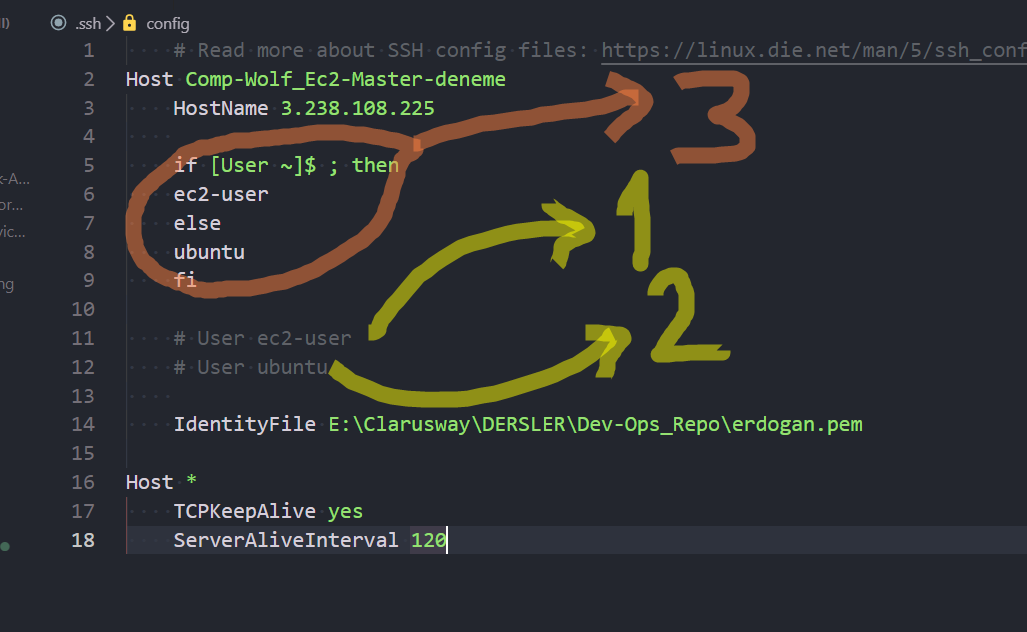 .ssh > config
1 # Read more about SSH config files: https://linux.die.net/man/5/ssh_conf
2 Host Comp-Wolf_Ec2-Master-deneme
3 HostName 3.238.108.225
4
5 if [User ~]$ ; then
6 ec2-user
7 else
8 ubuntu
9 fi
10
11 # User ec2-user
12 # User ubuntu
13
14 IdentityFile E:\Clarusway\DERSLER\Dev-Ops_Repo\erdogan.pem
15
16 Host *
17 TCPKeepAlive yes
18 ServerAliveInterval 120
3
1
2